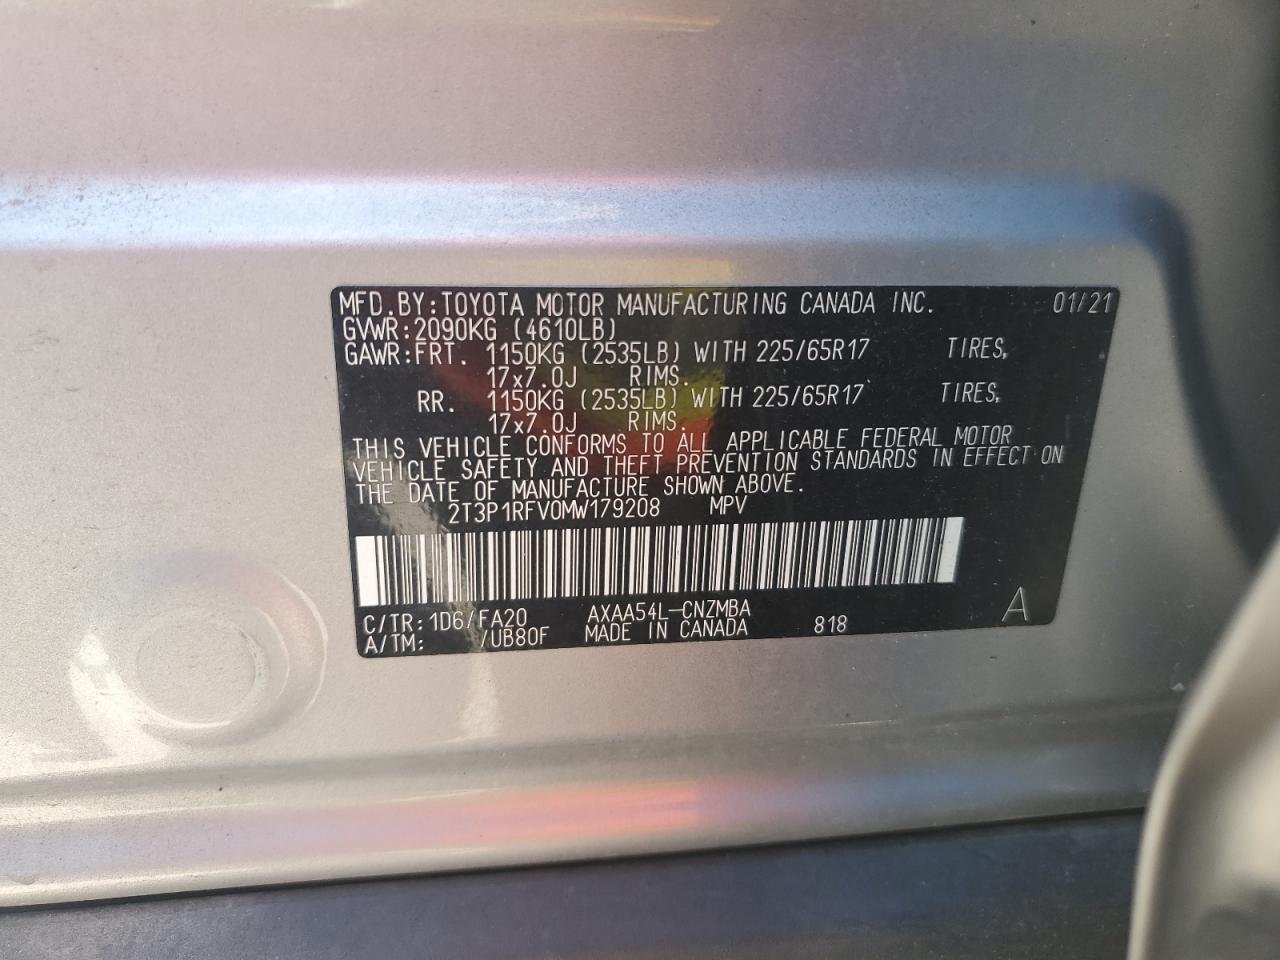 MFD.BY:TOYOTA MOTOR MANUFACTURING CANADA INC. 01/21
GVWR:2090KG (4610LB)
GAWR:FRT. 1150KG (2535LB) WITH 225/65R17 TIRES,
17x7.0J RIMS.
RR. 1150KG (2535LB) WITH 225/65R17 TIRES,
17x7.0J RIMS.
THIS VEHICLE CONFORMS TO ALL APPLICABLE FEDERAL MOTOR
VEHICLE SAFETY AND THEFT PREVENTION STANDARDS IN EFFECT ON
THE DATE OF MANUFACTURE SHOWN ABOVE.
2T3P1RFV0MW179208 MPV
C/TR:1D6/FA20 AXAA54L-CNZMBA
A/TM: /UB80F MADE IN CANADA 818 A